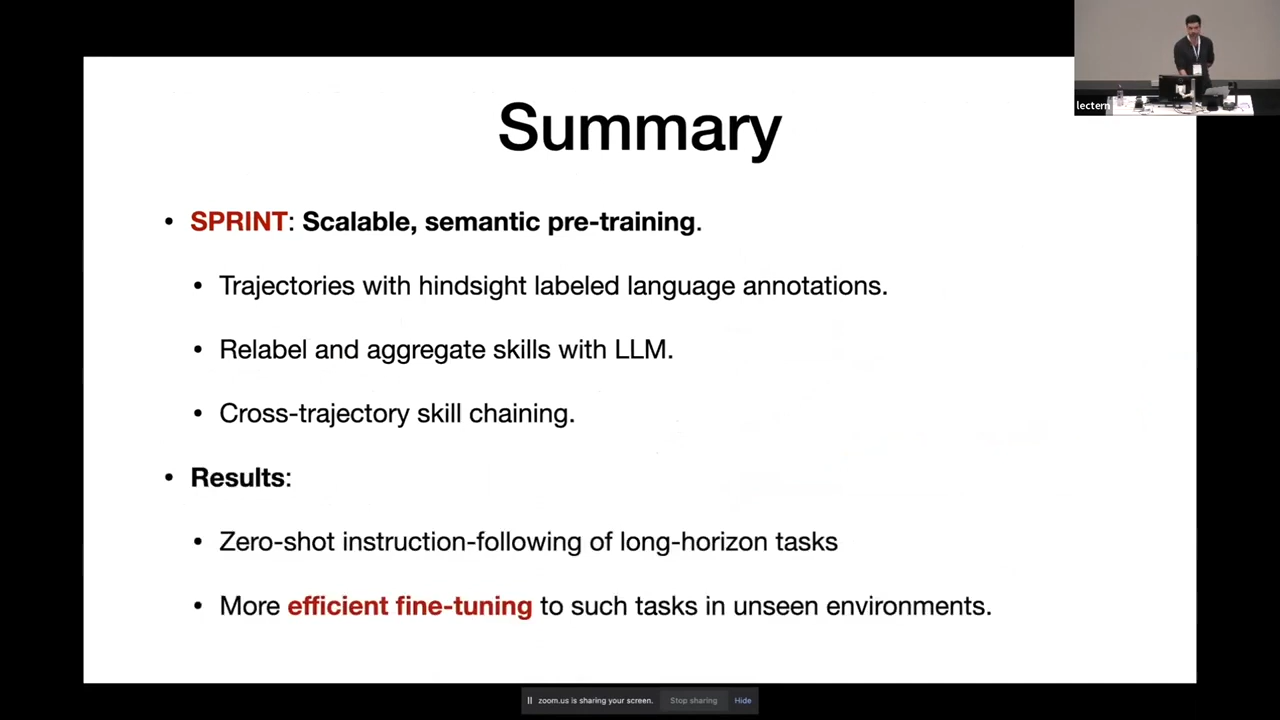 lectern
Summary
• SPRINT: Scalable, semantic pre-training.
• Trajectories with hindsight labeled language annotations.
• Relabel and aggregate skills with LLM.
• Cross-trajectory skill chaining.
• Results:
• Zero-shot instruction-following of long-horizon tasks
• More efficient fine-tuning to such tasks in unseen environments.
zoom.us is sharing your screen. Stop sharing Hide